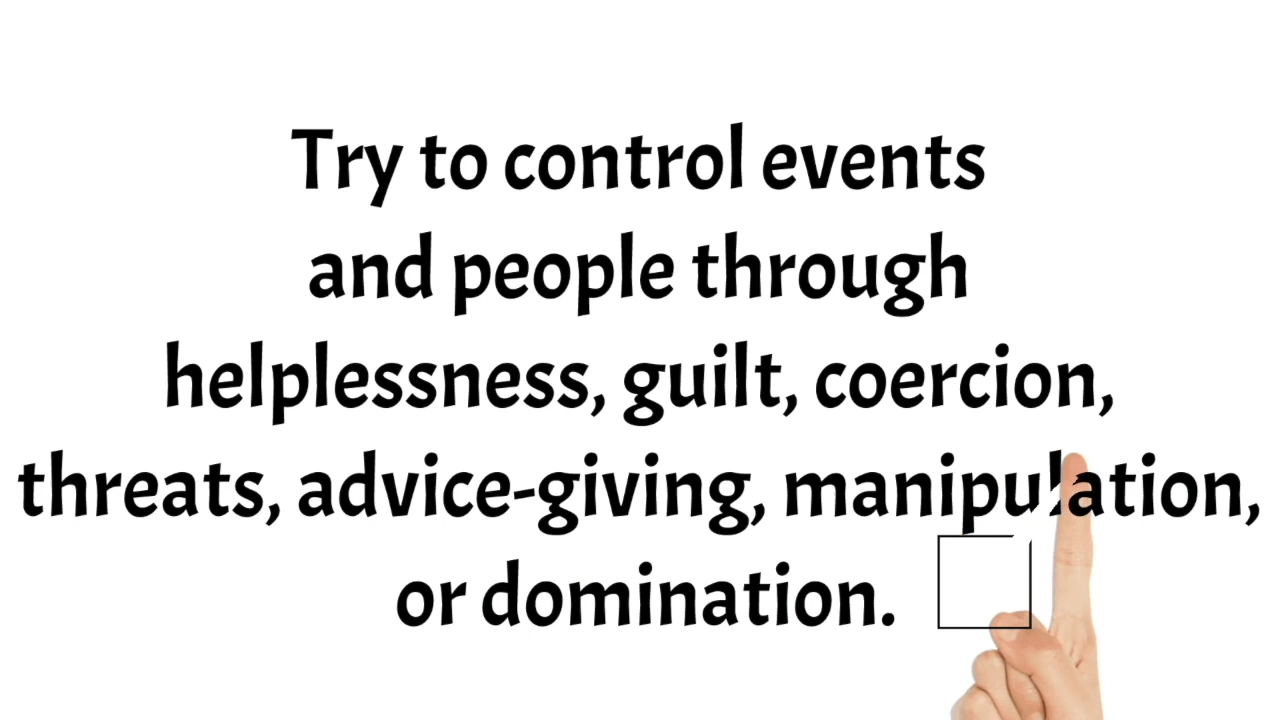 Try to control events
and people through
helplessness, guilt, coercion,
threats, advice-giving, manipulation,
or domination.